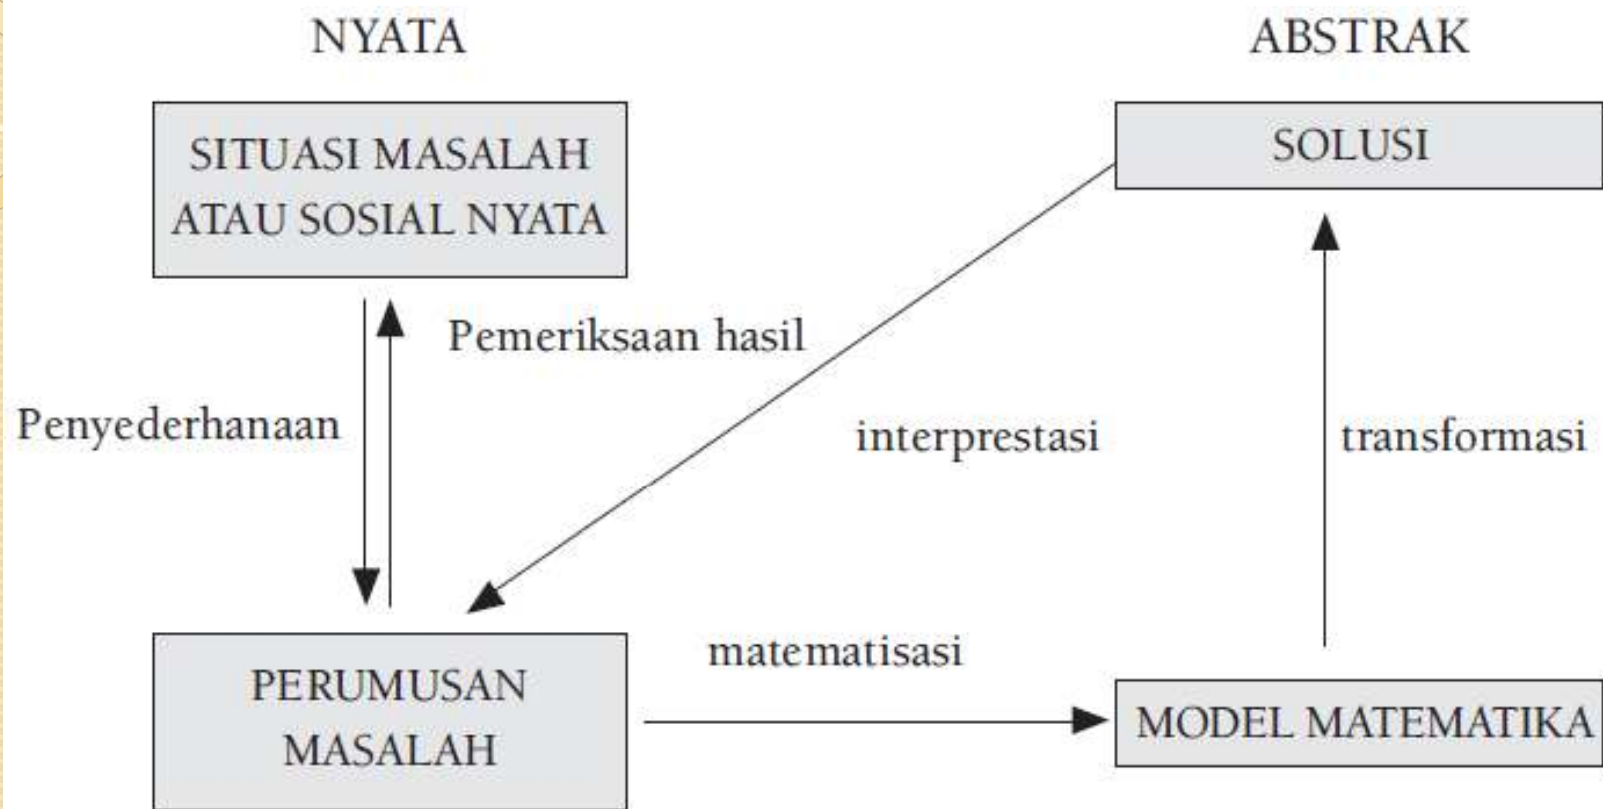 NYATA
ABSTRAK
SITUASI MASALAH
ATAU SOSIAL NYATA
SOLUSI
Pemeriksaan hasil
Penyederhanaan
interprestasi
transformasi
matematisasi
PERUMUSAN
MASALAH
MODEL MATEMATIKA